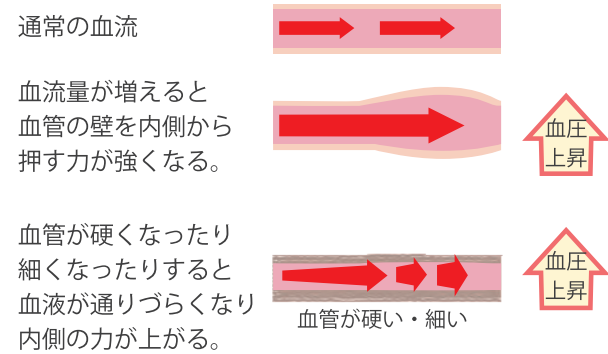 通常の血流
血流量が増えると
血管の壁を内側から
押す力が強くなる。
血圧
上昇
血管が硬くなったり
細くなったりすると
血液が通りづらくなり
内側の力が上がる。
血圧
上昇
血管が硬い・細い